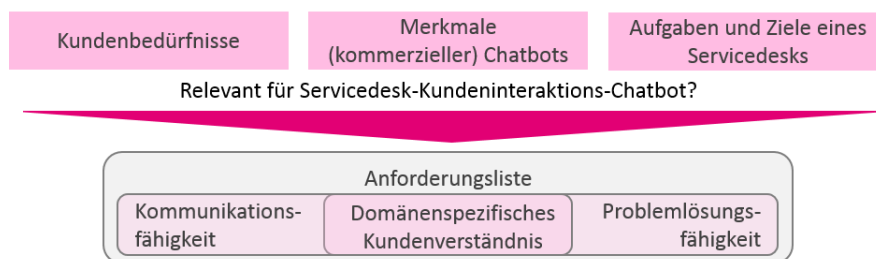 Kundenbedürfnisse
Merkmale
(kommerzieller) Chatbots
Aufgaben und Ziele eines
Servicedesks
Relevant für Servicedesk-Kundeninteraktions-Chatbot?
Anforderungsliste
Kommunikations-
fähigkeit
Domänenspezifisches
Kundenverständnis
Problemlösungs-
fähigkeit